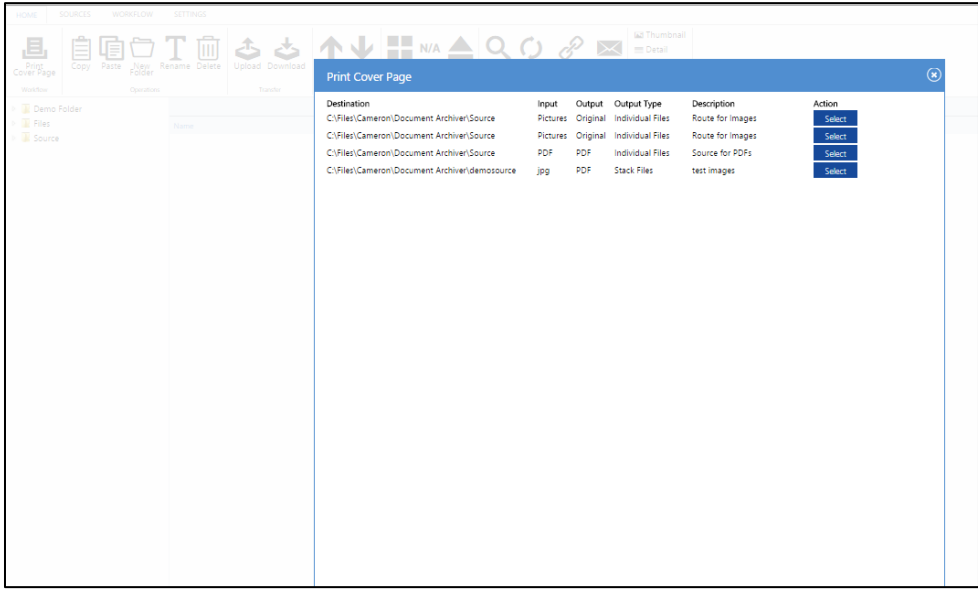 HOME SOURCES WORKFLOW SETTINGS
Thumbnail
N/A
Detail
Print Cover Page
Copy Paste New Folder Rename Delete Upload Download
Workflow Operations Transfer
Print Cover Page
Demo Folder
Files
Source
Name
Destination Input Output Output Type Description Action
C:\Files\Cameron\Document Archiver\Source Pictures Original Individual Files Route for Images Select
C:\Files\Cameron\Document Archiver\Source Pictures Original Individual Files Route for Images Select
C:\Files\Cameron\Document Archiver\Source PDF PDF Individual Files Source for PDFs Select
C:\Files\Cameron\Document Archiver\demosource jpg PDF Stack Files test images Select